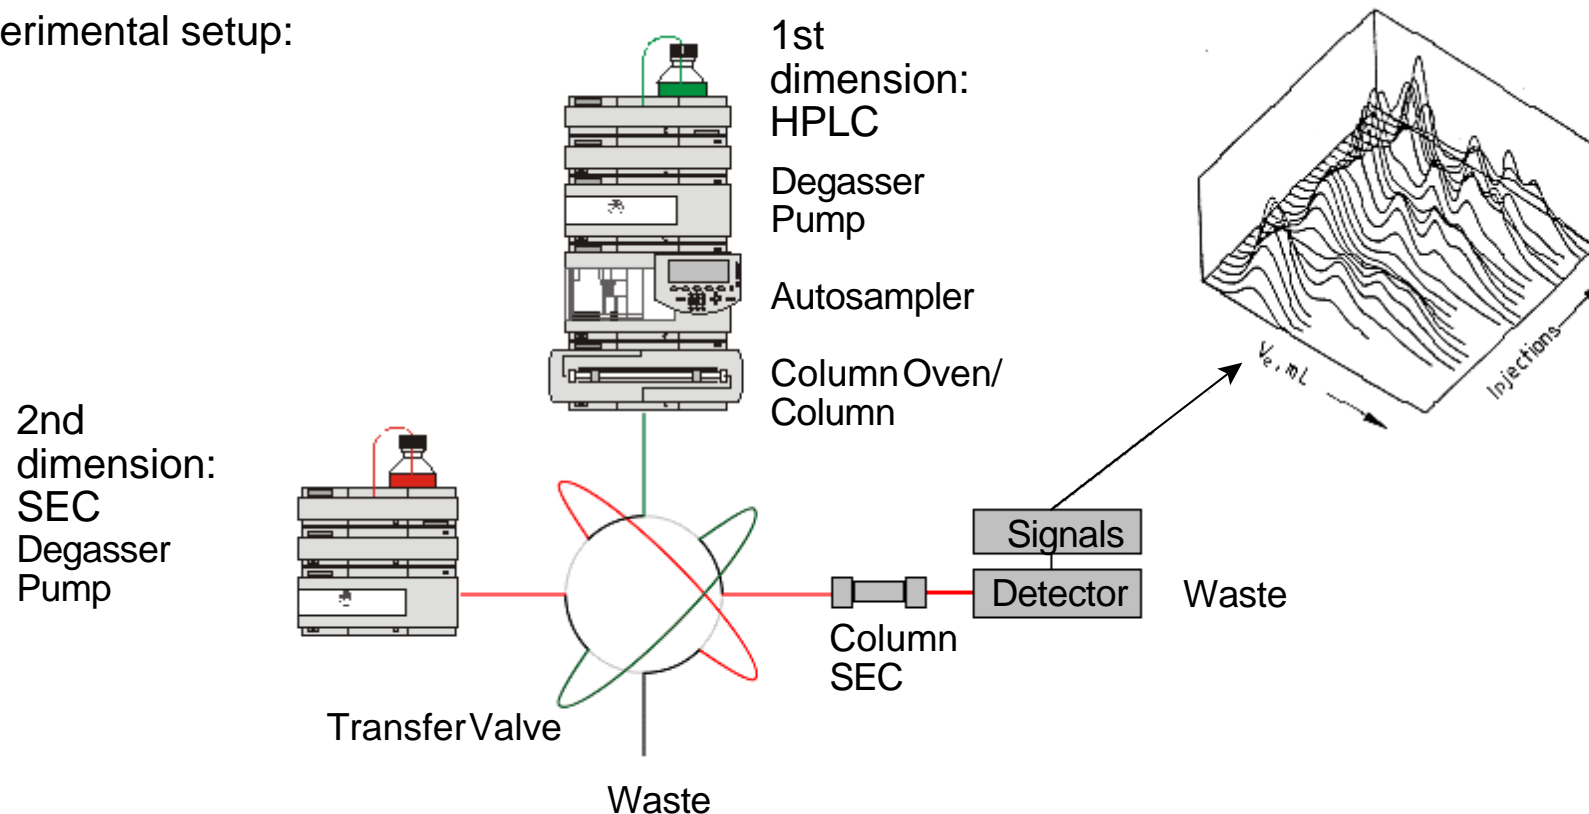 erimental setup:
1st
dimension:
HPLC
Degasser
Pump
Autosampler
Column Oven/
Column
2nd
dimension:
SEC
Degasser
Pump
Transfer Valve
Waste
Column
SEC
Signals
Detector
Waste
Ve, mL
Injections